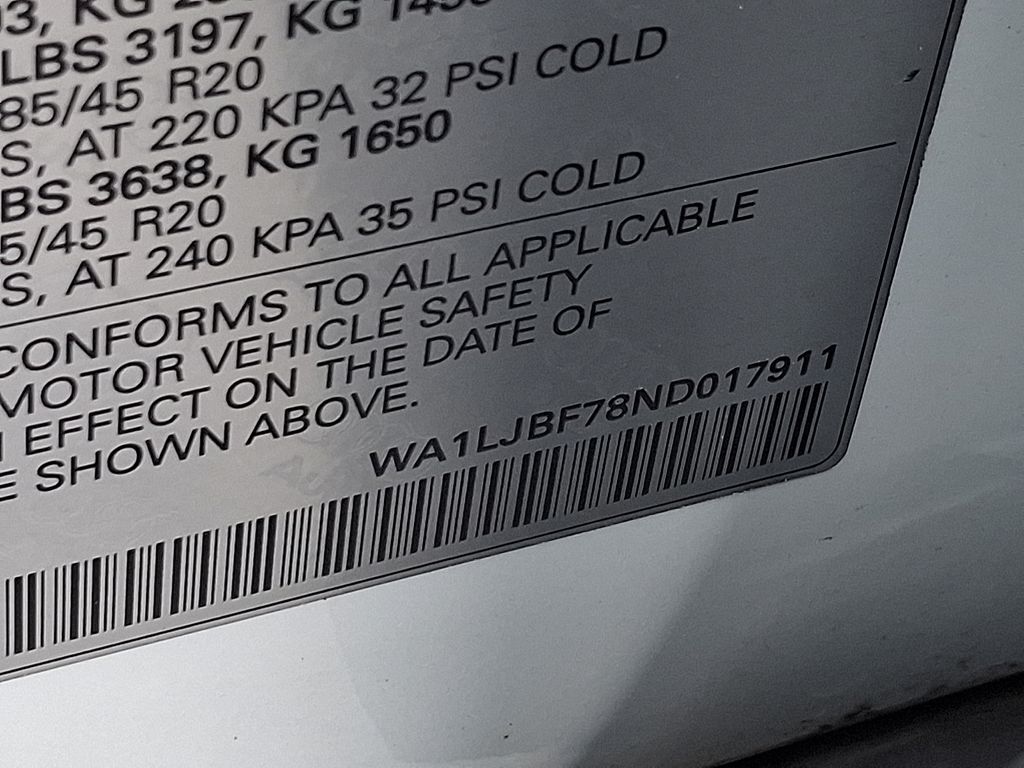 LBS 3197, KG
85/45 R20
S, AT 220 KPA 32 PSI COLD
BS 3638, KG 1650
5/45 R20
S, AT 240 KPA 35 PSI COLD
CONFORMS TO ALL APPLICABLE
MOTOR VEHICLE SAFETY
EFFECT ON THE DATE OF
E SHOWN ABOVE.
WA1LJBF78ND017911